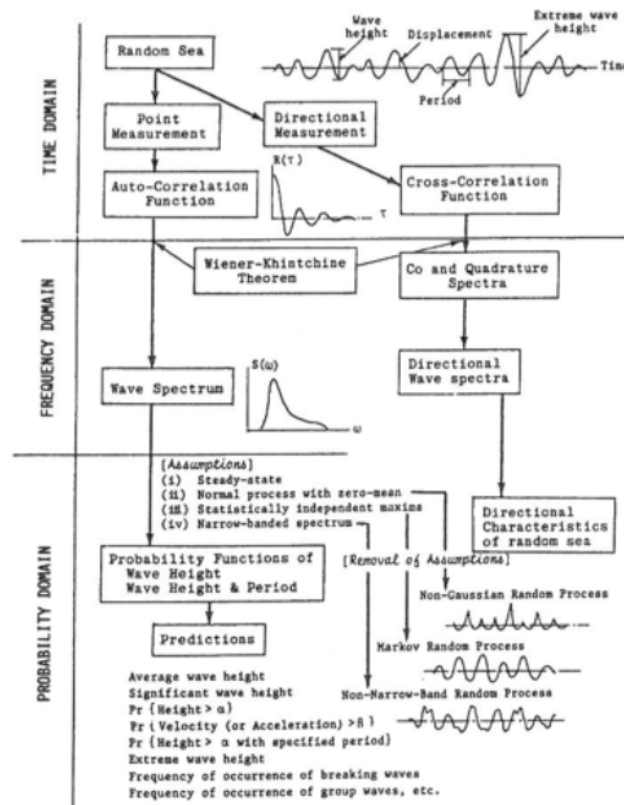 TIME DOMAIN
Random Sea
Wave height
Displacement
Extreme wave height
Time
Period
Point Measurement
Directional Measurement
Auto-Correlation Function
R(τ)
τ
Cross-Correlation Function
FREQUENCY DOMAIN
Wiener-Khintchine Theorem
Co and Quadrature Spectra
Wave Spectrum
S(ω)
ω
Directional Wave spectra
PROBABILITY DOMAIN
[Assumptions]
(i) Steady-state
(ii) Normal process with zero-mean
(iii) Statistically independent maxima
(iv) Narrow-banded spectrum
Directional Characteristics of random sea
[Removal of Assumptions]
Probability Functions of
Wave Height
Wave Height & Period
Non-Gaussian Random Process
Predictions
Markov Random Process
Non-Narrow-Band Random Process
Average wave height
Significant wave height
Pr {Height > α}
Pr {Velocity (or Acceleration) > β}
Pr {Height > α with specified period}
Extreme wave height
Frequency of occurrence of breaking waves
Frequency of occurrence of group waves, etc.